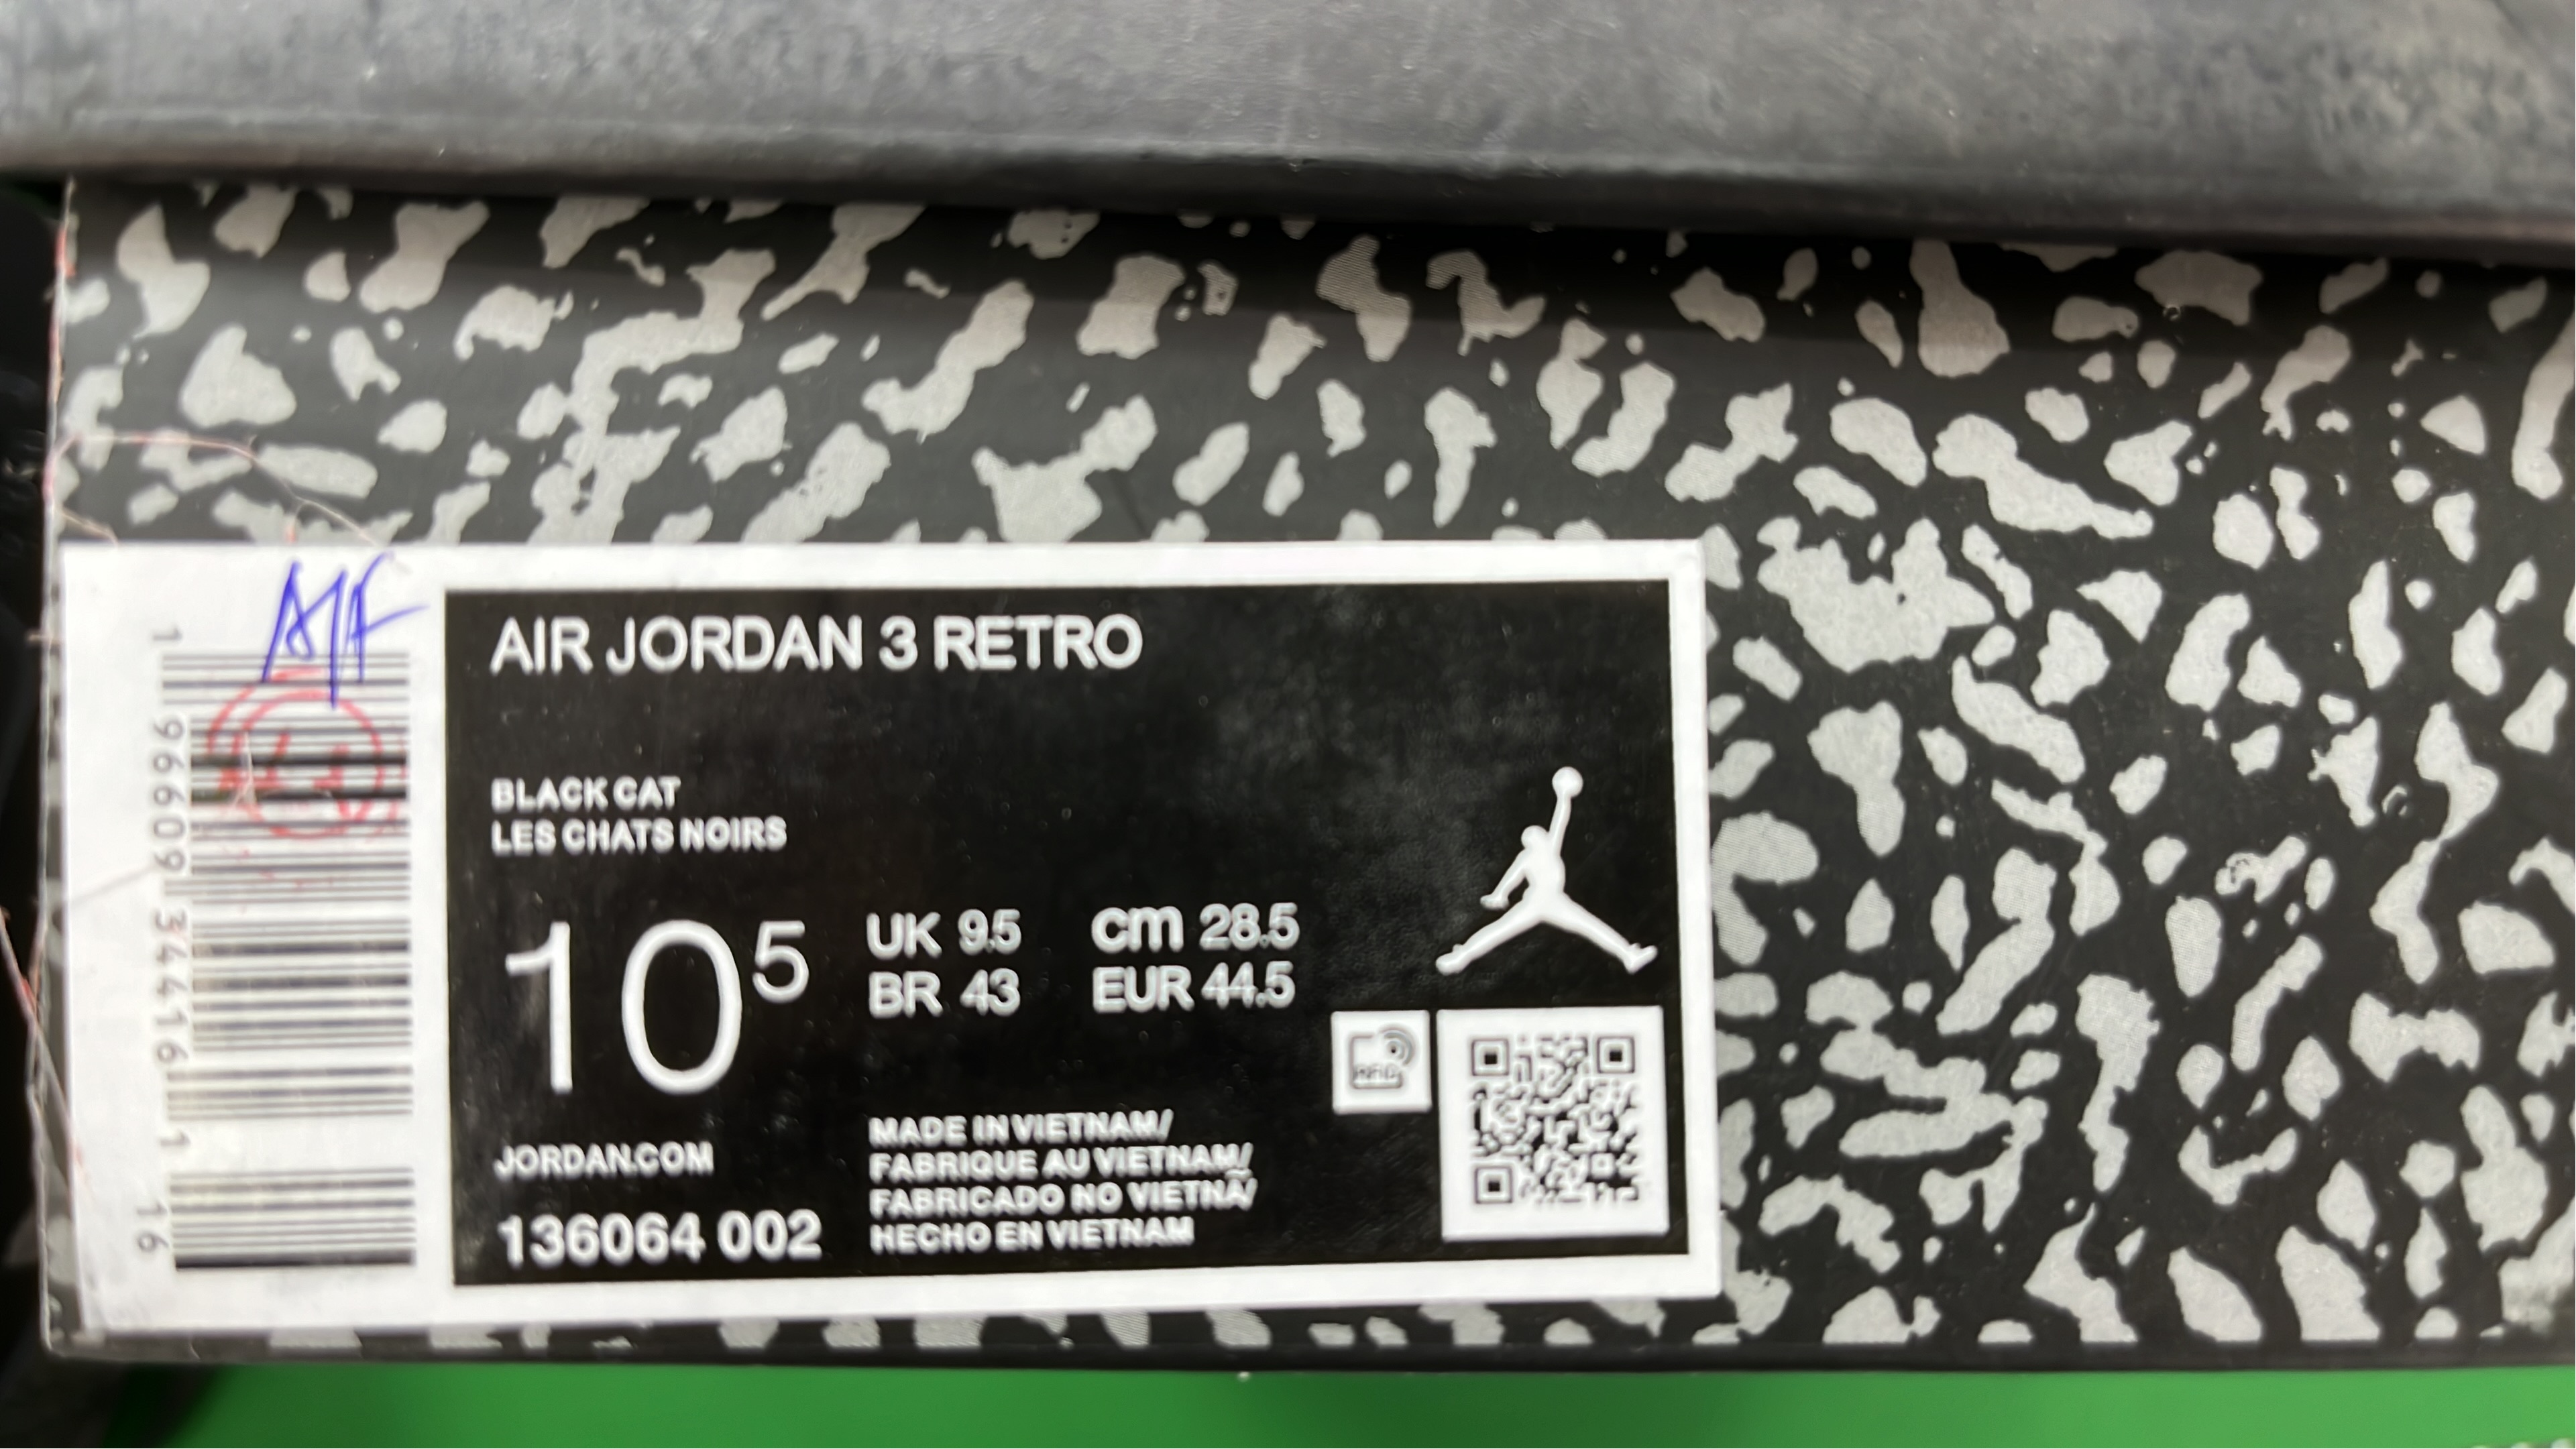 AIR JORDAN 3 RETRO
BLACK CAT
LES CHATS NOIRS
10 5
UK 9.5 cm 28.5
BR 43 EUR 44.5
RFID
JORDAN.COM
136064 002
MADE IN VIETNAM/
FABRIQUE AU VIETNAM/
FABRICADO NO VIETNÃ/
HECHO EN VIETNAM
1 96609 34416 1 16